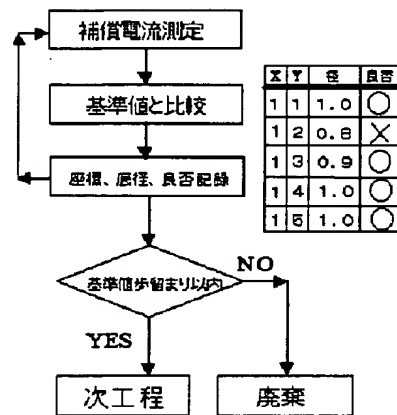 補償電流測定
基準値と比較
座標、底径、良否記録
基準値歩留まり以内
NO
YES
次工程
廃棄
X Y 径 良否
1 1 1.0 ○
1 2 0.8 ×
1 3 0.9 ○
1 4 1.0 ○
1 5 1.0 ○